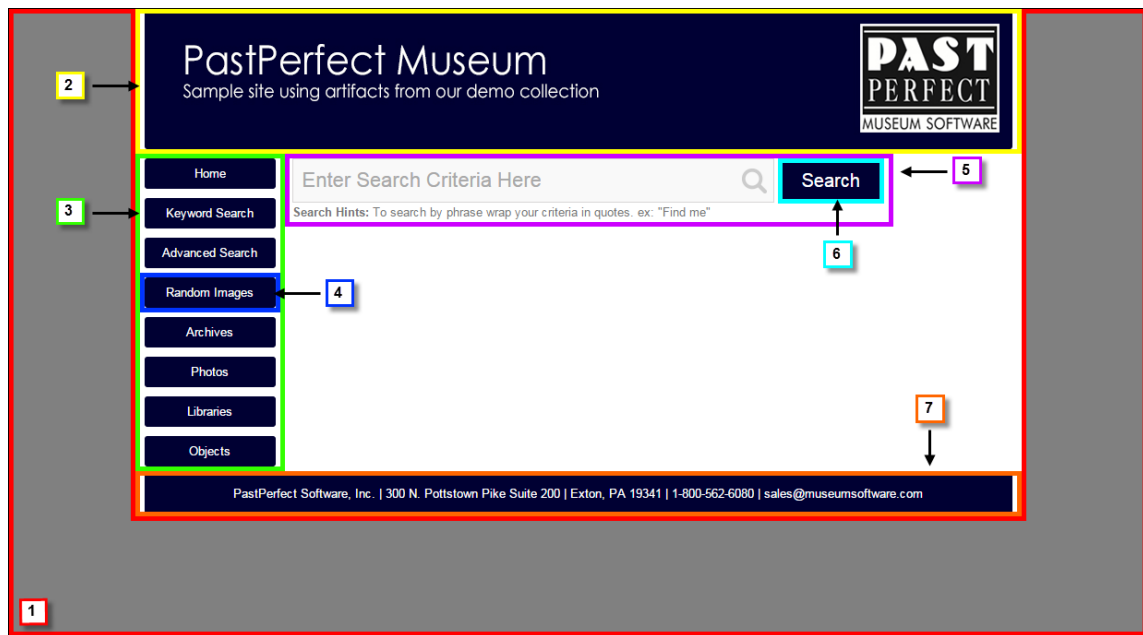 PastPerfect Museum
Sample site using artifacts from our demo collection
PAST
PERFECT
MUSEUM SOFTWARE
2
Home
Enter Search Criteria Here
Search
5
3
Keyword Search
Search Hints: To search by phrase wrap your criteria in quotes. ex: "Find me"
Advanced Search
6
Random Images
4
Archives
Photos
Libraries
7
Objects
PastPerfect Software, Inc. | 300 N. Pottstown Pike Suite 200 | Exton, PA 19341 | 1-800-562-6080 | sales@museumsoftware.com
1